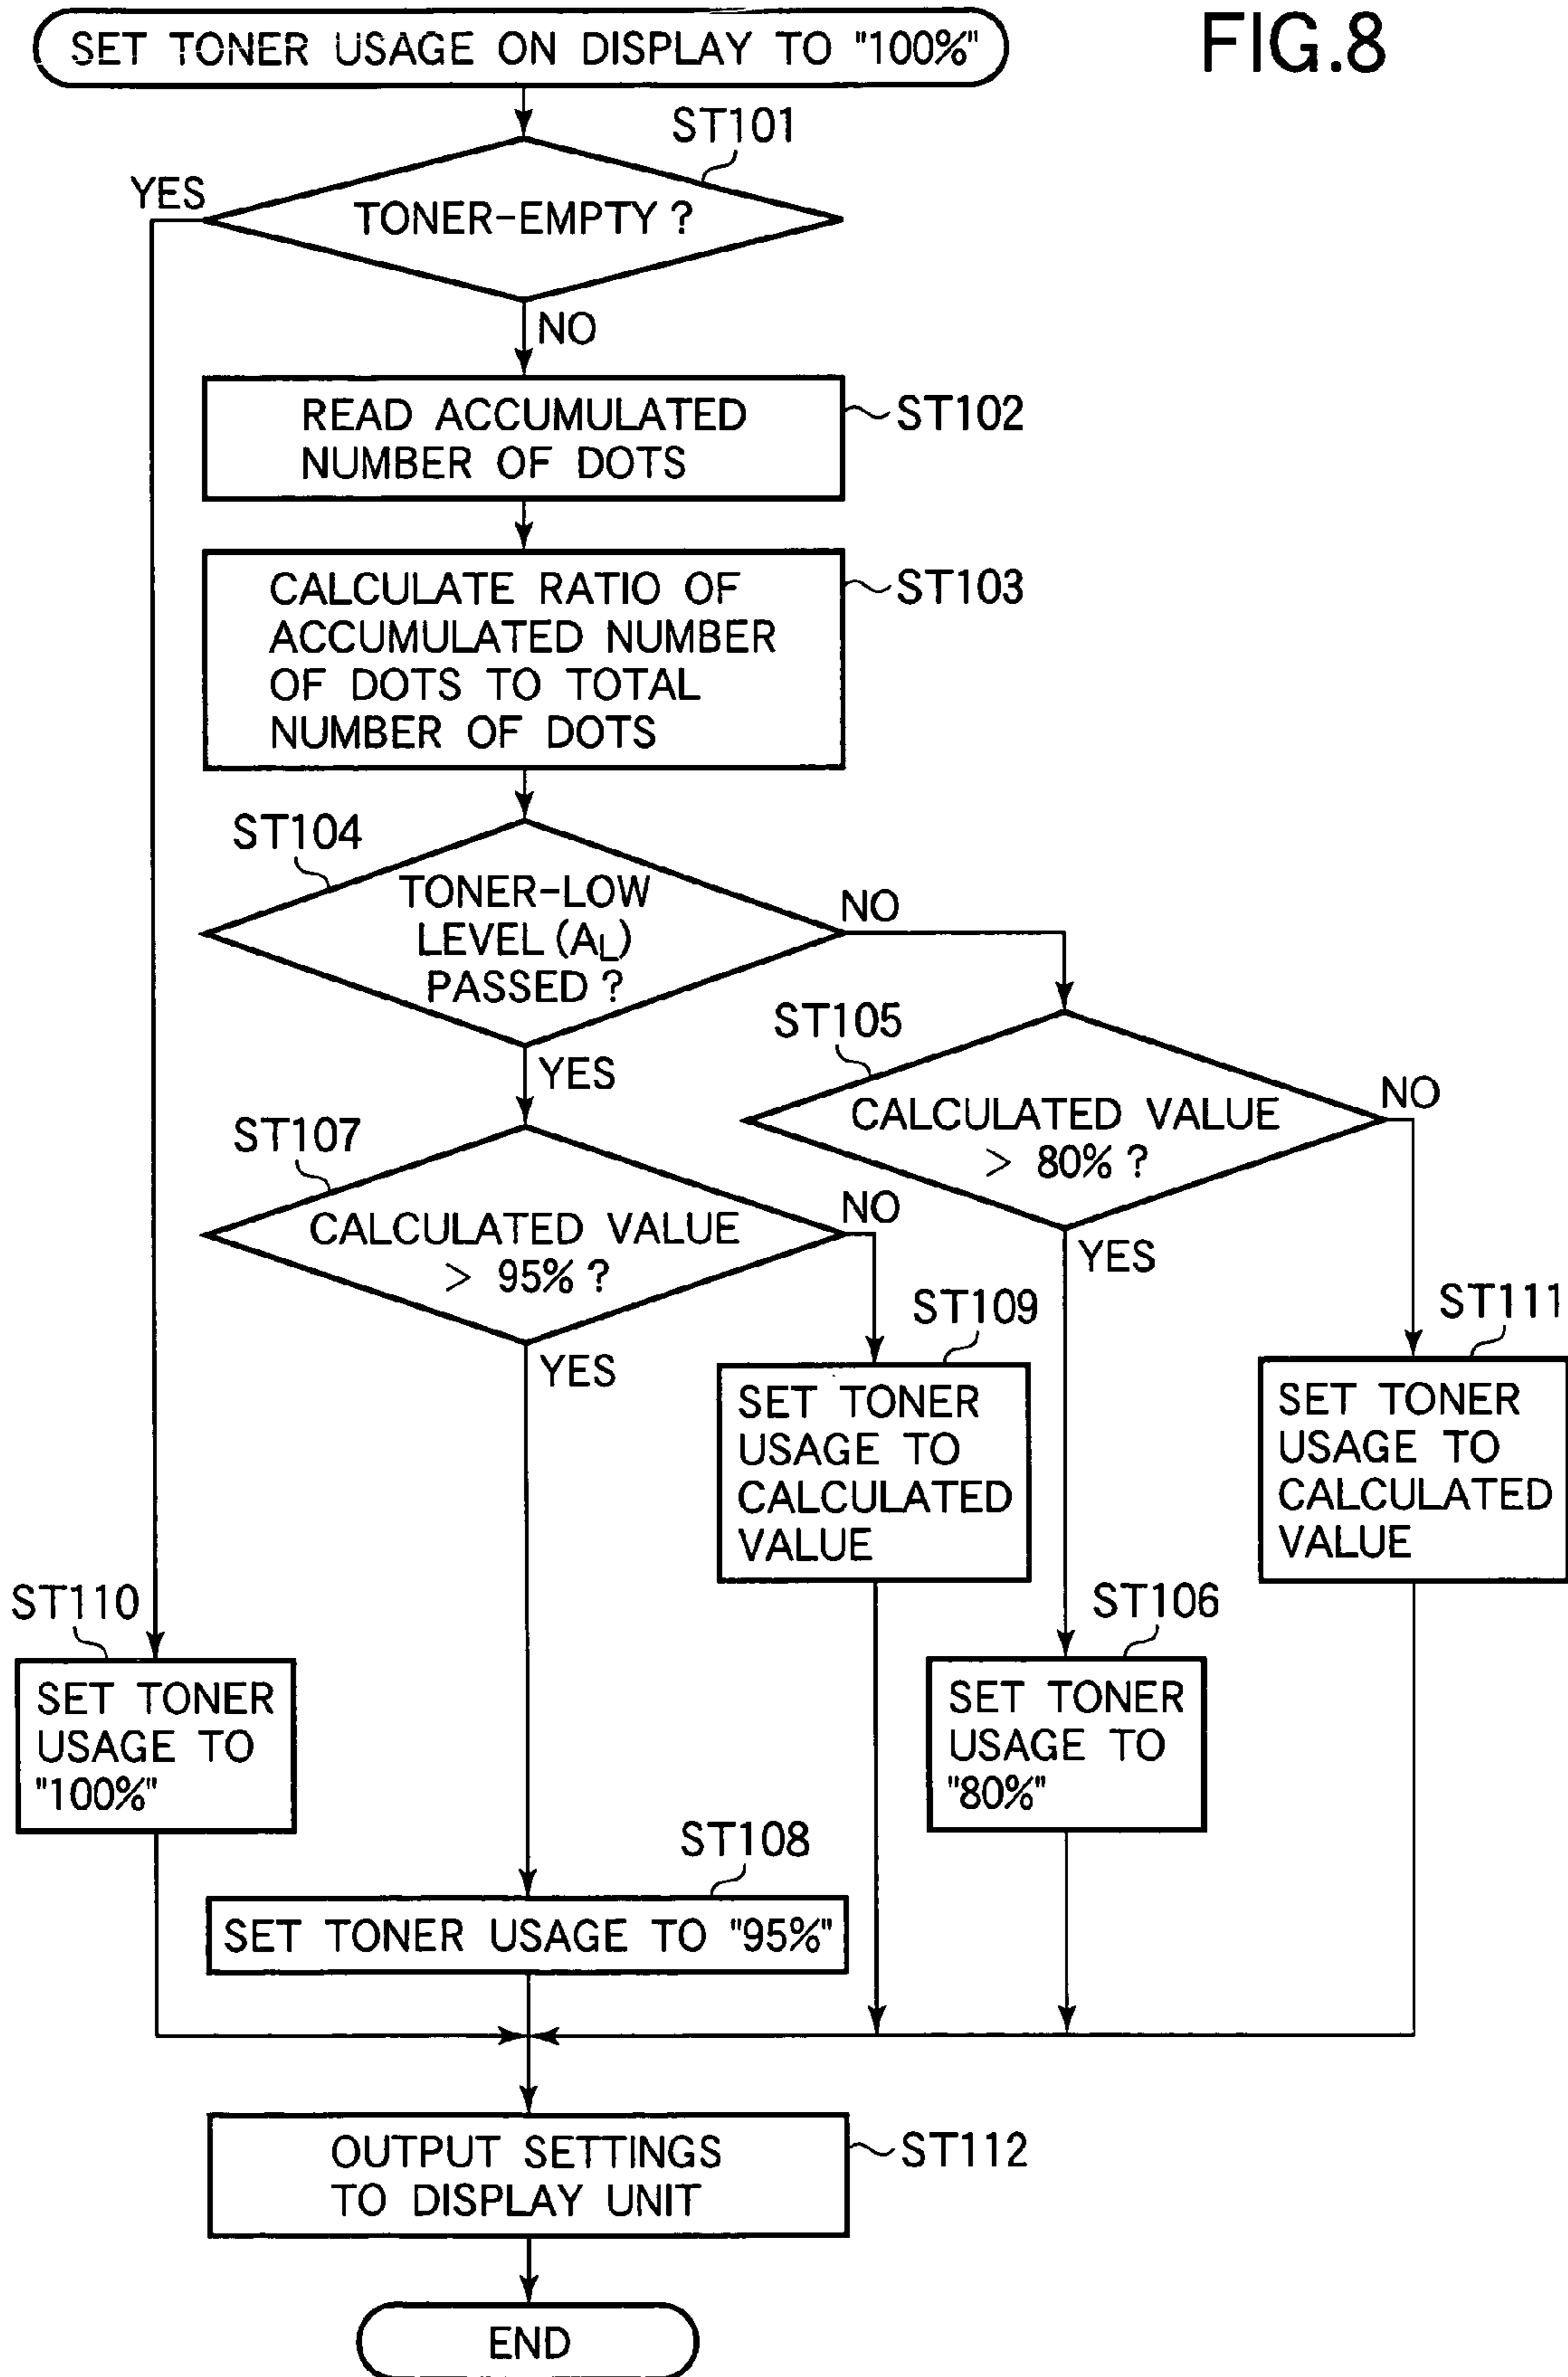 FIG.8
SET TONER USAGE ON DISPLAY TO "100%"
ST101
YES
TONER-EMPTY ?
NO
READ ACCUMULATED
NUMBER OF DOTS
ST102
CALCULATE RATIO OF
ACCUMULATED NUMBER
OF DOTS TO TOTAL
NUMBER OF DOTS
ST103
ST104
TONER-LOW
LEVEL (AL)
PASSED ?
NO
YES
ST105
CALCULATED VALUE
> 80% ?
NO
YES
ST107
CALCULATED VALUE
> 95% ?
NO
YES
ST109
SET TONER
USAGE TO
CALCULATED
VALUE
ST111
SET TONER
USAGE TO
CALCULATED
VALUE
ST110
SET TONER
USAGE TO
"100%"
ST106
SET TONER
USAGE TO
"80%"
ST108
SET TONER USAGE TO "95%"
OUTPUT SETTINGS
TO DISPLAY UNIT
ST112
END